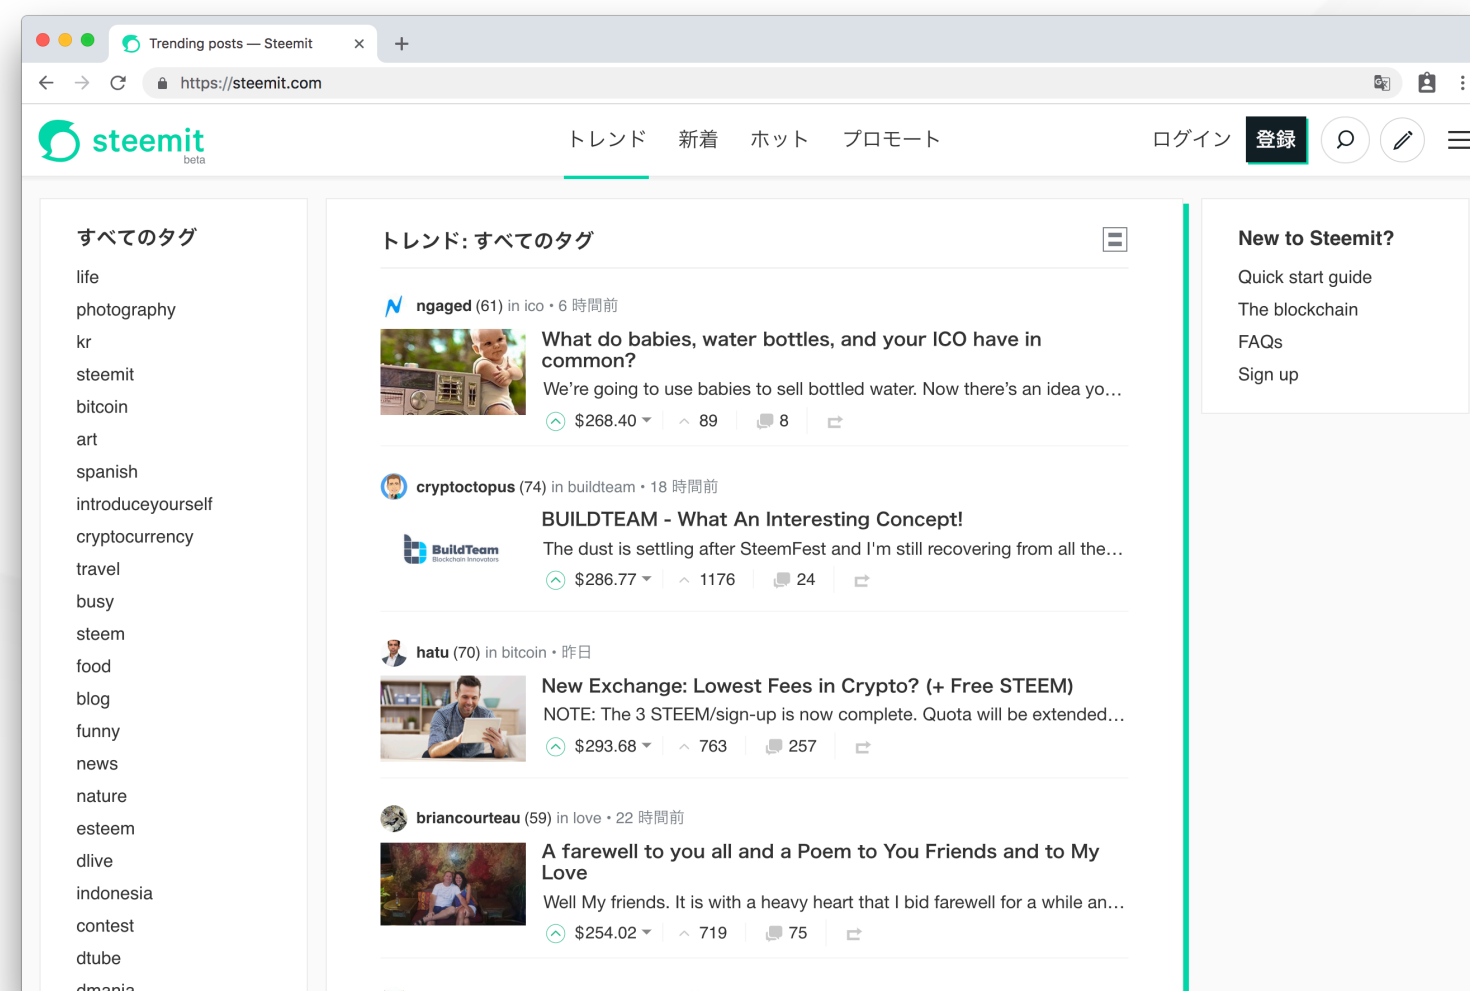 Trending posts — Steemit
https://steemit.com
steemit
beta
トレンド 新着 ホット プロモート
ログイン 登録
すべてのタグ
life
photography
kr
steemit
bitcoin
art
spanish
introduceyourself
cryptocurrency
travel
busy
steem
food
blog
funny
news
nature
esteem
dlive
indonesia
contest
dtube
dmania
トレンド: すべてのタグ
ngaged (61) in ico • 6 時間前
What do babies, water bottles, and your ICO have in
common?
We’re going to use babies to sell bottled water. Now there’s an idea yo…
$268.40 89 8
cryptoctopus (74) in buildteam • 18 時間前
BuildTeam
Blockchain Innovators
BUILDTEAM - What An Interesting Concept!
The dust is settling after SteemFest and I'm still recovering from all the…
$286.77 1176 24
hatu (70) in bitcoin • 昨日
New Exchange: Lowest Fees in Crypto? (+ Free STEEM)
NOTE: The 3 STEEM/sign-up is now complete. Quota will be extended…
$293.68 763 257
briancourteau (59) in love • 22 時間前
A farewell to you all and a Poem to You Friends and to My
Love
Well My friends. It is with a heavy heart that I bid farewell for a while an…
$254.02 719 75
New to Steemit?
Quick start guide
The blockchain
FAQs
Sign up